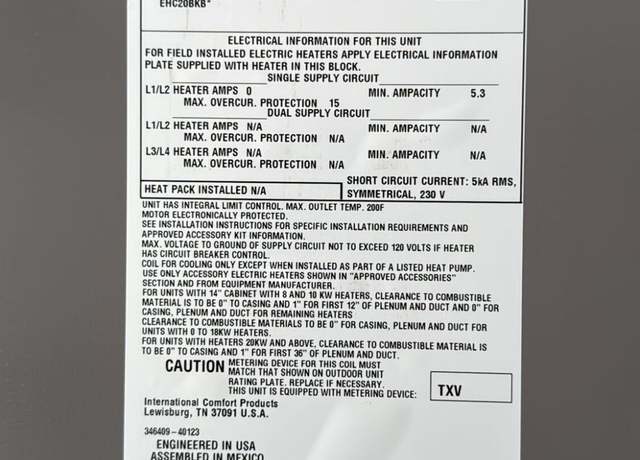 EHC20BKB*
ELECTRICAL INFORMATION FOR THIS UNIT
FOR FIELD INSTALLED ELECTRIC HEATERS APPLY ELECTRICAL INFORMATION
PLATE SUPPLIED WITH HEATER IN THIS BLOCK.
SINGLE SUPPLY CIRCUIT
L1/L2 HEATER AMPS 0 MIN. AMPACITY 5.3
MAX. OVERCUR. PROTECTION 15
DUAL SUPPLY CIRCUIT
L1/L2 HEATER AMPS N/A MIN. AMPACITY N/A
MAX. OVERCUR. PROTECTION N/A
L3/L4 HEATER AMPS N/A MIN. AMPACITY N/A
MAX. OVERCUR. PROTECTION N/A
HEAT PACK INSTALLED N/A
SHORT CIRCUIT CURRENT: 5kA RMS,
SYMMETRICAL, 230 V
UNIT HAS INTEGRAL LIMIT CONTROL. MAX. OUTLET TEMP. 200F
MOTOR ELECTRONICALLY PROTECTED.
SEE INSTALLATION INSTRUCTIONS FOR SPECIFIC INSTALLATION REQUIREMENTS AND
APPROVED ACCESSORY KIT INFORMATION.
MAX. VOLTAGE TO GROUND OF SUPPLY CIRCUIT NOT TO EXCEED 120 VOLTS IF HEATER
HAS CIRCUIT BREAKER CONTROL.
COIL FOR COOLING ONLY EXCEPT WHEN INSTALLED AS PART OF A LISTED HEAT PUMP.
USE ONLY ACCESSORY ELECTRIC HEATERS SHOWN IN "APPROVED ACCESSORIES"
SECTION AND FROM EQUIPMENT MANUFACTURER.
FOR UNITS WITH 14" CABINET WITH 8 AND 10 KW HEATERS, CLEARANCE TO COMBUSTIBLE
MATERIAL IS TO BE 0" TO CASING AND 1" FOR FIRST 12" OF PLENUM AND DUCT AND 0" FOR
CASING, PLENUM AND DUCT FOR REMAINING HEATERS
CLEARANCE TO COMBUSTIBLE MATERIALS TO BE 0" FOR CASING, PLENUM AND DUCT FOR
UNITS WITH 0 TO 18KW HEATERS.
FOR UNITS WITH HEATERS 20KW AND ABOVE, CLEARANCE TO COMBUSTIBLE MATERIAL IS
TO BE 0" TO CASING AND 1" FOR FIRST 36" OF PLENUM AND DUCT.
CAUTION METERING DEVICE FOR THIS COIL MUST
MATCH THAT SHOWN ON OUTDOOR UNIT
RATING PLATE. REPLACE IF NECESSARY.
THIS UNIT IS EQUIPPED WITH METERING DEVICE: TXV
International Comfort Products
Lewisburg, TN 37091 U.S.A.
346409-40123
ENGINEERED IN USA
ASSEMBLED IN MEXICO